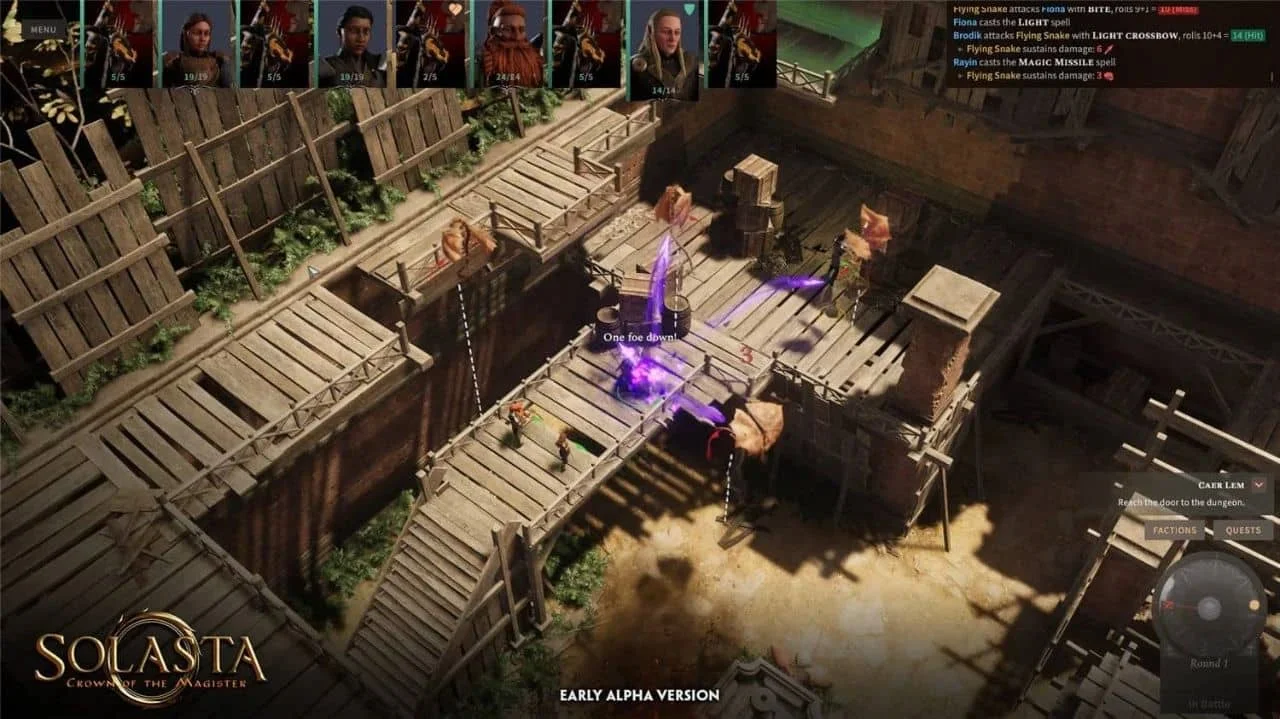 MENU
5/5
19/19
5/5
19/19
2/5
24/24
5/5
14/14
5/5
Flying Snake attacks Fiona with BITE, rolls 9+1 = 10 (Miss)
Fiona casts the LIGHT spell
Brodik attacks Flying Snake with LIGHT CROSSBOW, rolls 10+4 = 14 (Hit)
Flying Snake sustains damage: 6
Rayin casts the MAGIC MISSILE spell
Flying Snake sustains damage: 3
One foe down!
3
CAER LEM
Reach the door to the dungeon.
FACTIONS
QUESTS
Round 1
In Battle
SOLASTA
CROWN OF THE MAGISTER
EARLY ALPHA VERSION